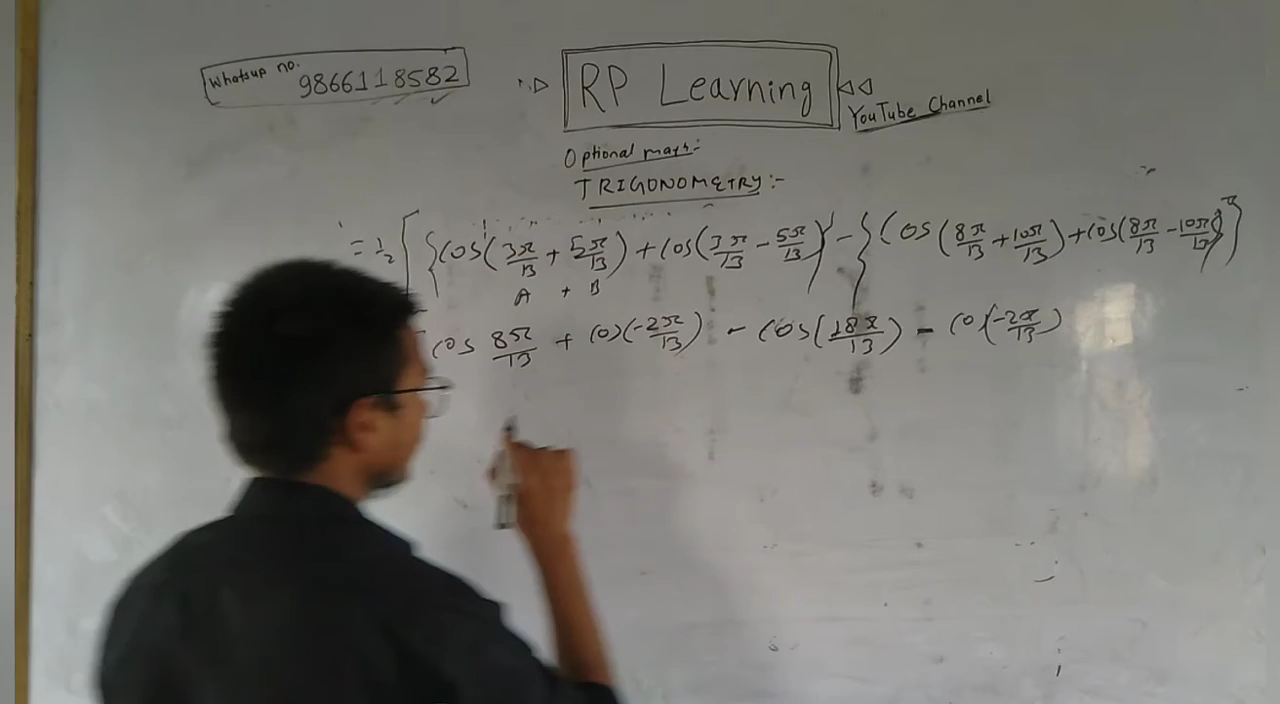 Whatsup no. 9866118582
RP Learning
YouTube Channel
Optional maths:
TRIGONOMETRY:-
= 1/2 [ { cos(3π/13 + 5π/13) + cos(3π/13 - 5π/13) } - { cos(8π/13 + 10π/13) + cos(8π/13 - 10π/13) } ]
A + B
cos 8π/13 + cos(-2π/13) - cos(18π/13) - cos(-2π/13)